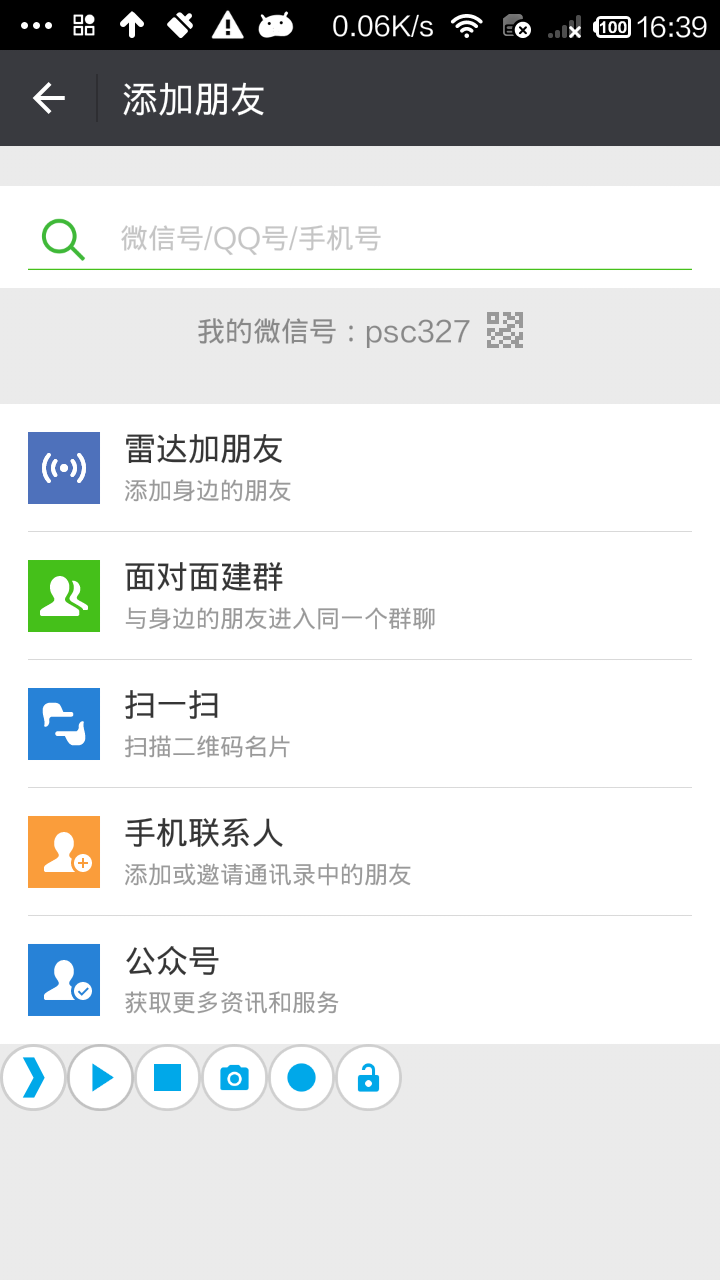 0.06K/s 100 16:39
添加朋友
微信号/QQ号/手机号
我的微信号：psc327
雷达加朋友
添加身边的朋友
面对面建群
与身边的朋友进入同一个群聊
扫一扫
扫描二维码名片
手机联系人
添加或邀请通讯录中的朋友
公众号
获取更多资讯和服务